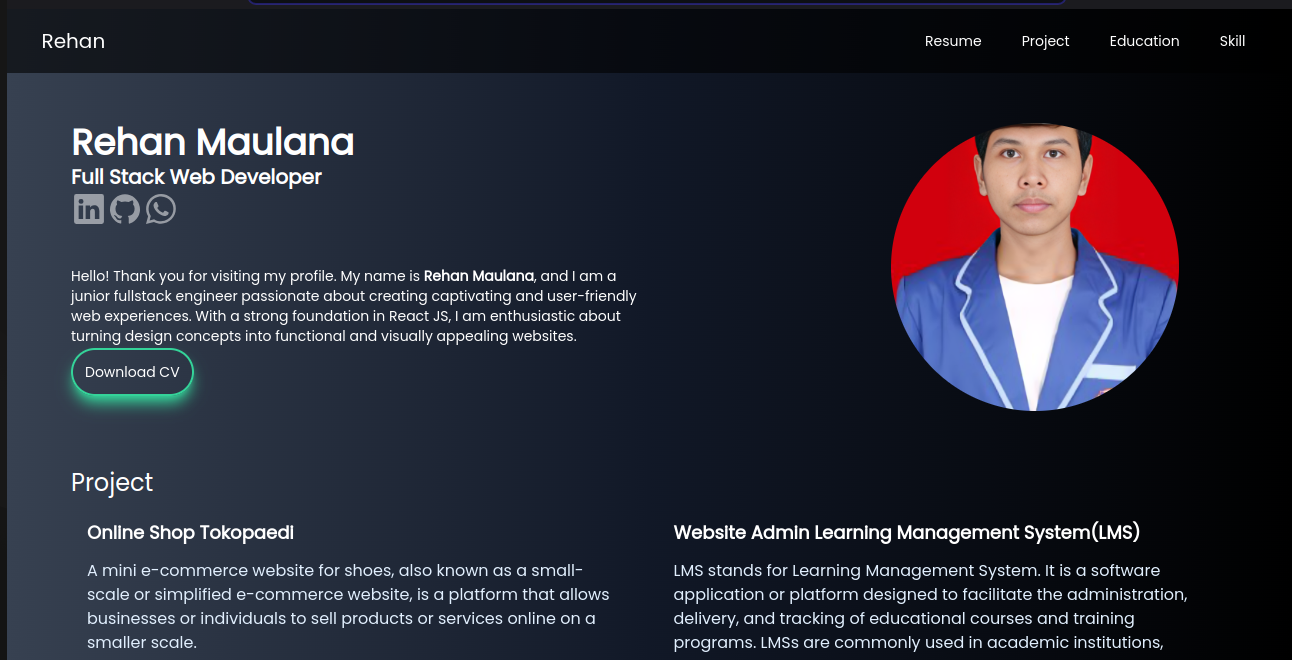 Rehan
Resume
Project
Education
Skill
Rehan Maulana
Full Stack Web Developer
Hello! Thank you for visiting my profile. My name is Rehan Maulana, and I am a
junior fullstack engineer passionate about creating captivating and user-friendly
web experiences. With a strong foundation in React JS, I am enthusiastic about
turning design concepts into functional and visually appealing websites.
Download CV
Project
Online Shop Tokopaedi
A mini e-commerce website for shoes, also known as a small-
scale or simplified e-commerce website, is a platform that allows
businesses or individuals to sell products or services online on a
smaller scale.
Website Admin Learning Management System(LMS)
LMS stands for Learning Management System. It is a software
application or platform designed to facilitate the administration,
delivery, and tracking of educational courses and training
programs. LMSs are commonly used in academic institutions,